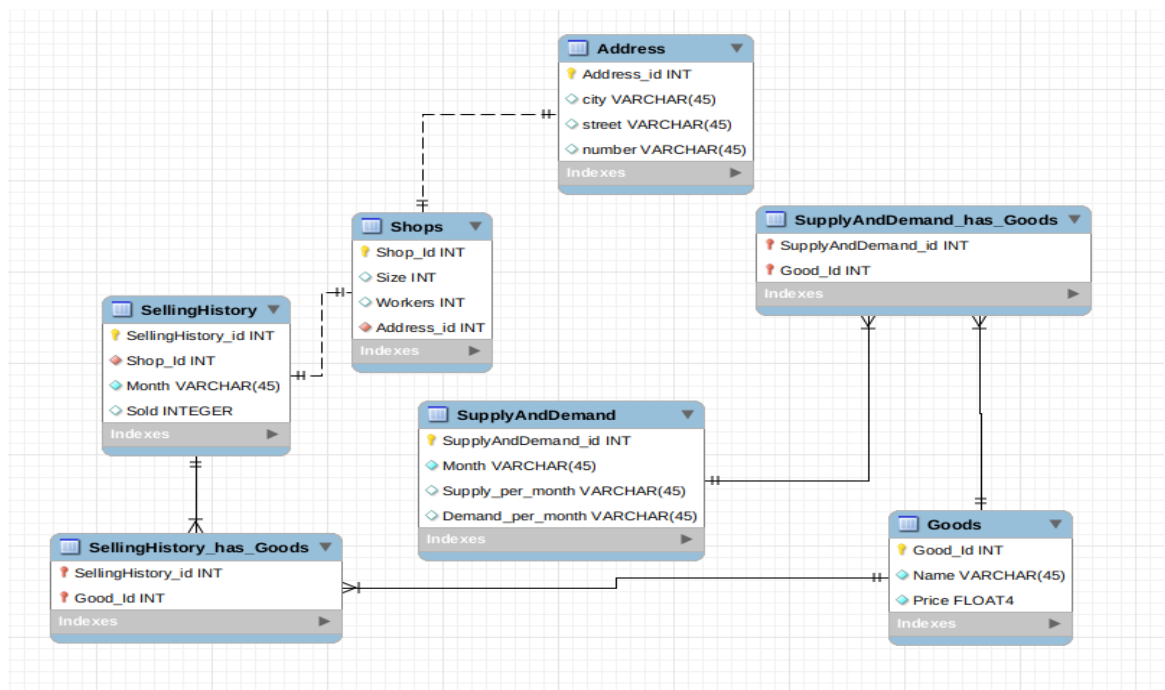 Address
Address_id INT
city VARCHAR(45)
street VARCHAR(45)
number VARCHAR(45)
Indexes
Shops
Shop_Id INT
Size INT
Workers INT
Address_id INT
Indexes
SupplyAndDemand_has_Goods
SupplyAndDemand_id INT
Good_Id INT
Indexes
SellingHistory
SellingHistory_id INT
Shop_Id INT
Month VARCHAR(45)
Sold INTEGER
Indexes
SupplyAndDemand
SupplyAndDemand_id INT
Month VARCHAR(45)
Supply_per_month VARCHAR(45)
Demand_per_month VARCHAR(45)
Indexes
SellingHistory_has_Goods
SellingHistory_id INT
Good_Id INT
Indexes
Goods
Good_Id INT
Name VARCHAR(45)
Price FLOAT4
Indexes